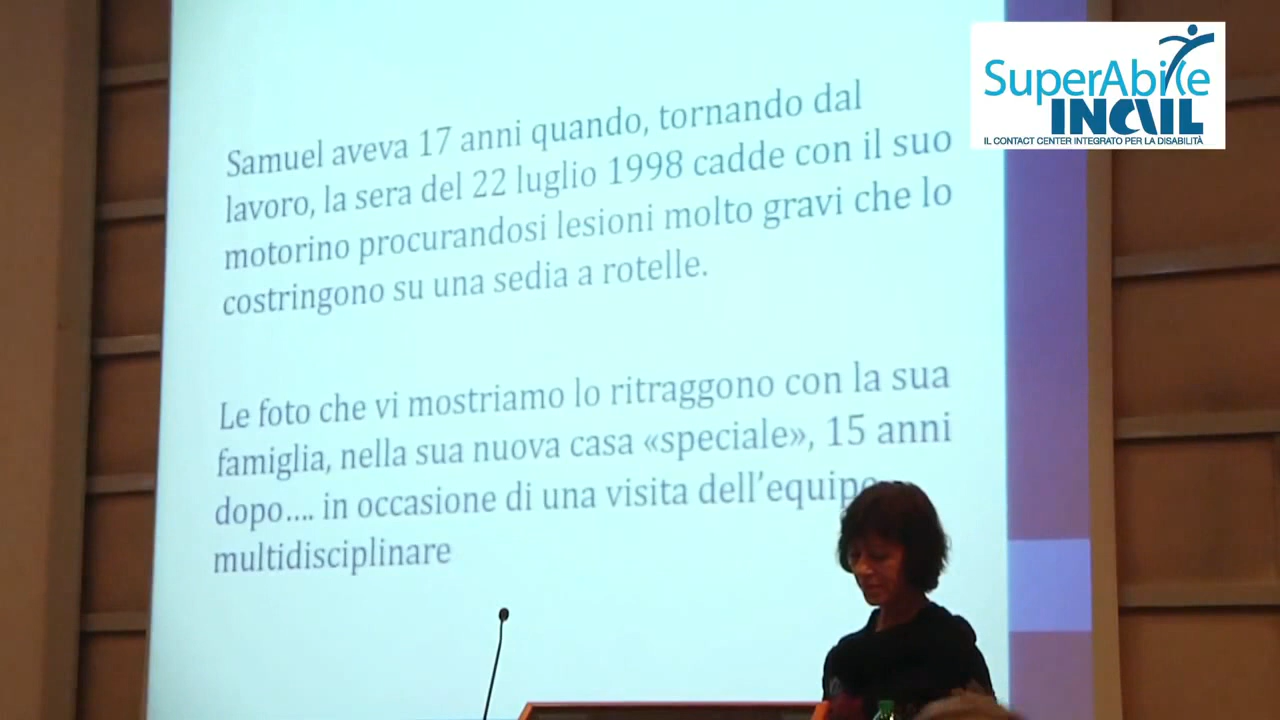 SuperAbile
INAIL
IL CONTACT CENTER INTEGRATO PER LA DISABILITÀ
Samuel aveva 17 anni quando, tornando dal
lavoro, la sera del 22 luglio 1998 cadde con il suo
motorino procurandosi lesioni molto gravi che lo
costringono su una sedia a rotelle.
Le foto che vi mostriamo lo ritraggono con la sua
famiglia, nella sua nuova casa «speciale», 15 anni
dopo.... in occasione di una visita dell'equipe
multidisciplinare